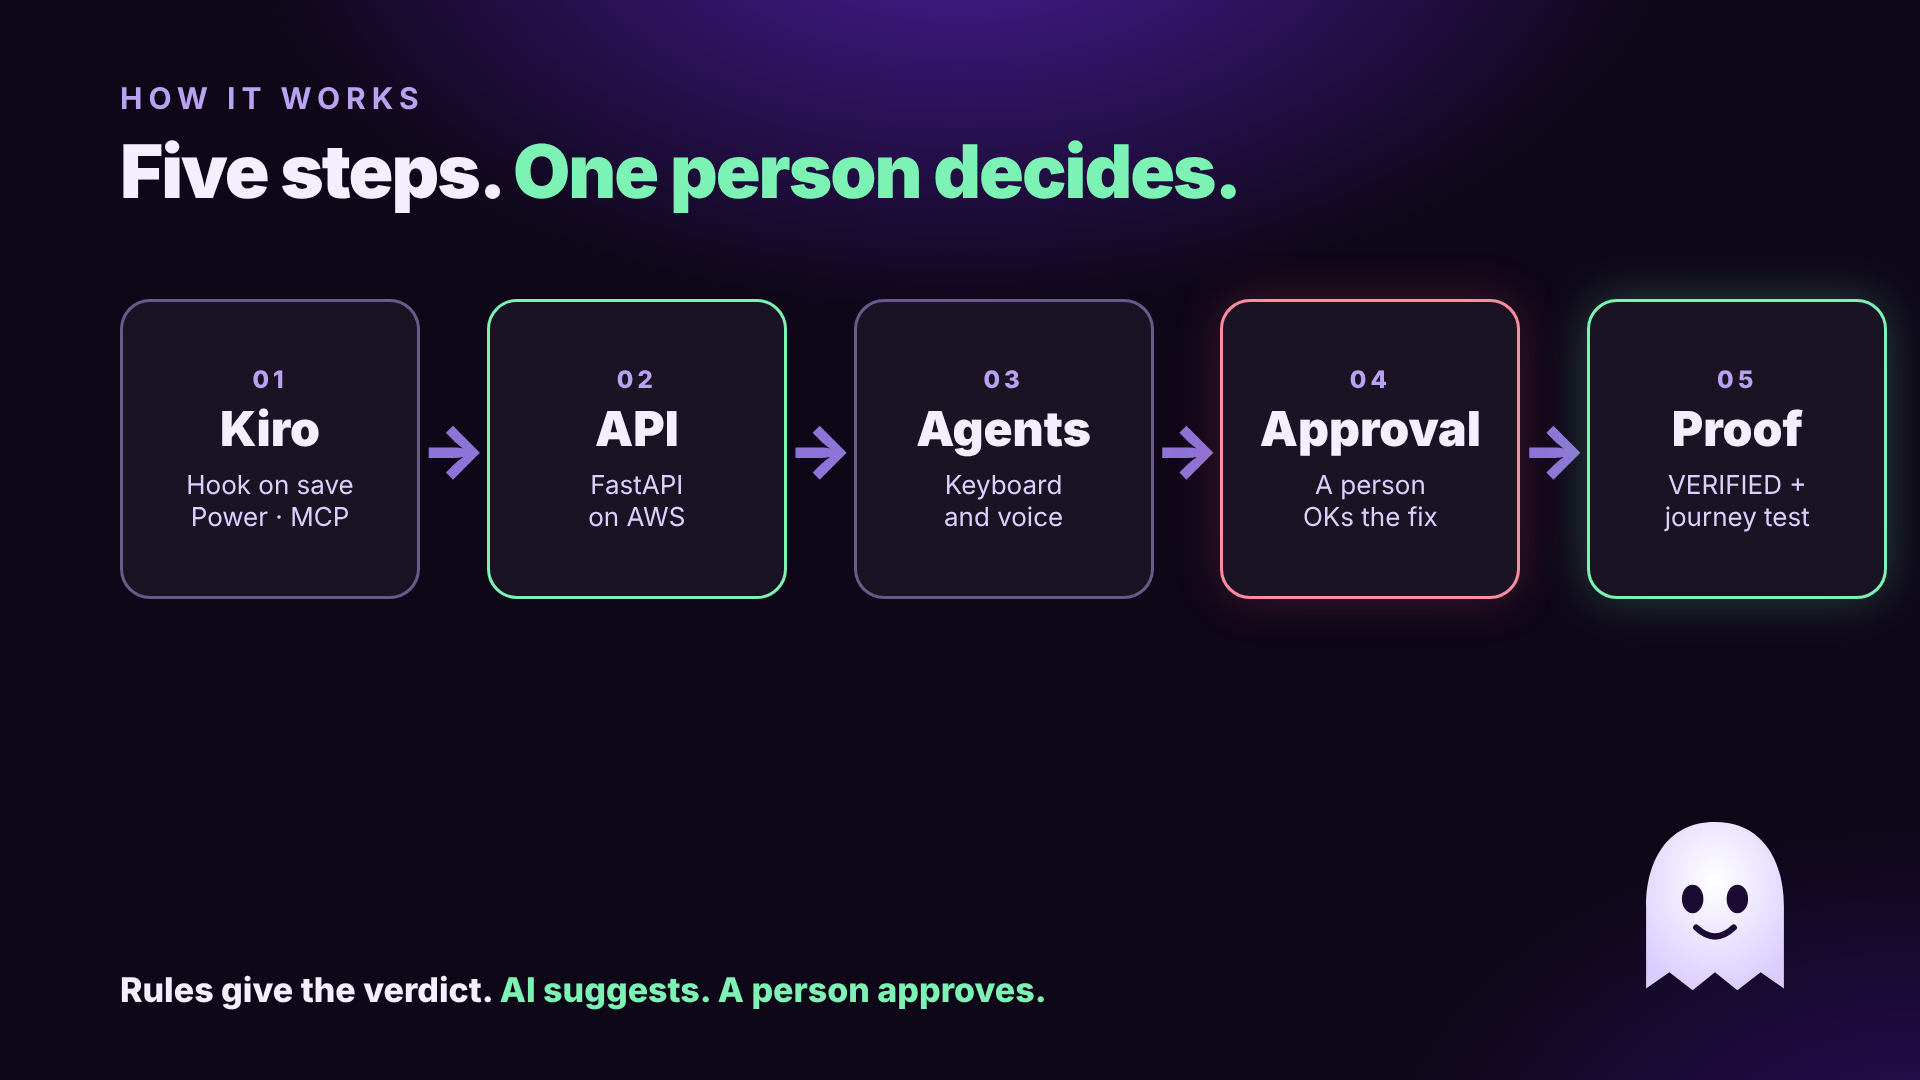 HOW IT WORKS
Five steps. One person decides.
01
Kiro
Hook on save
Power · MCP
02
API
FastAPI
on AWS
03
Agents
Keyboard
and voice
04
Approval
A person
OKs the fix
05
Proof
VERIFIED +
journey test
Rules give the verdict. AI suggests. A person approves.